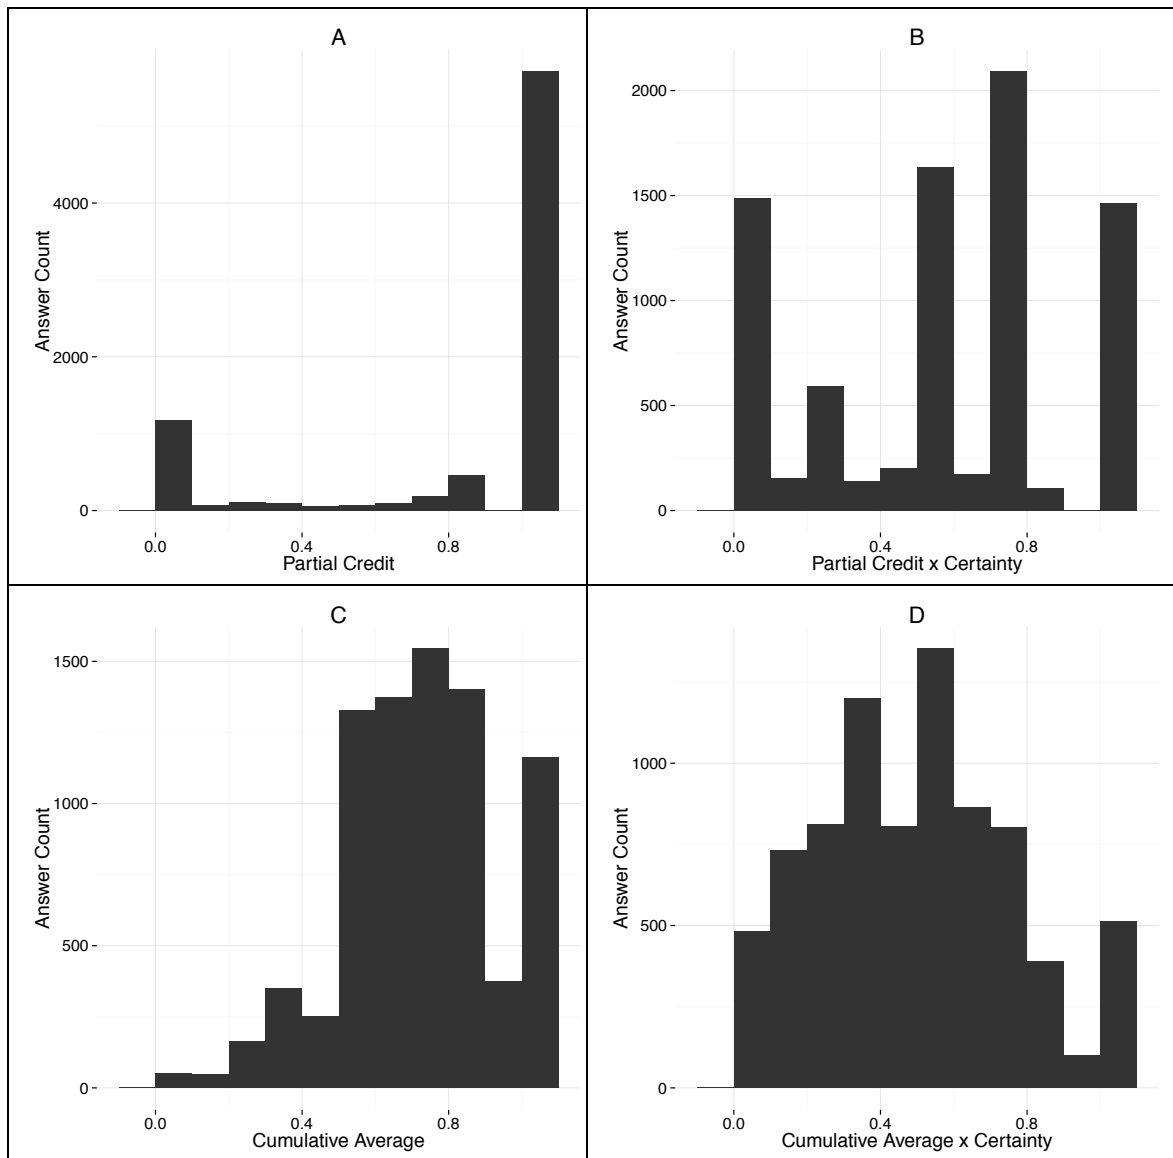 A
Answer Count
4000
2000
0
0.0 0.4 0.8
Partial Credit
B
Answer Count
2000
1500
1000
500
0
0.0 0.4 0.8
Partial Credit x Certainty
C
Answer Count
1500
1000
500
0
0.0 0.4 0.8
Cumulative Average
D
Answer Count
1000
500
0
0.0 0.4 0.8
Cumulative Average x Certainty